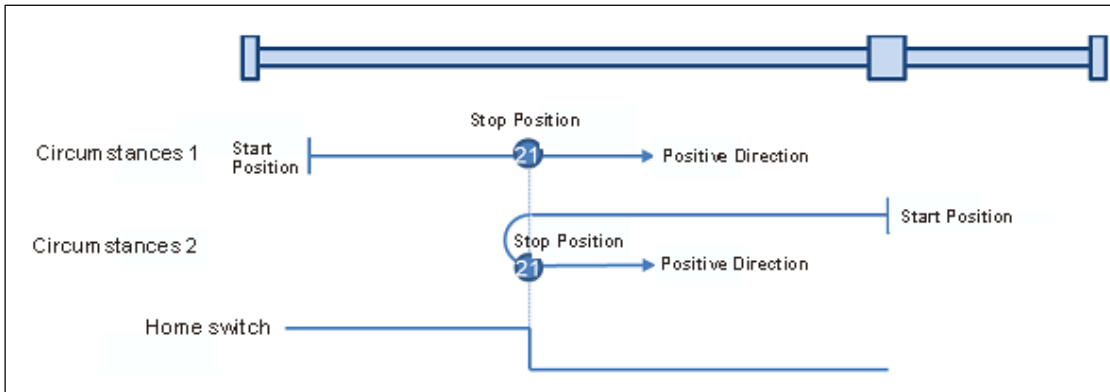 Stop Position
Circumstances 1
Start
Position
21
Positive Direction
Start Position
Circumstances 2
Stop Position
21
Positive Direction
Home switch